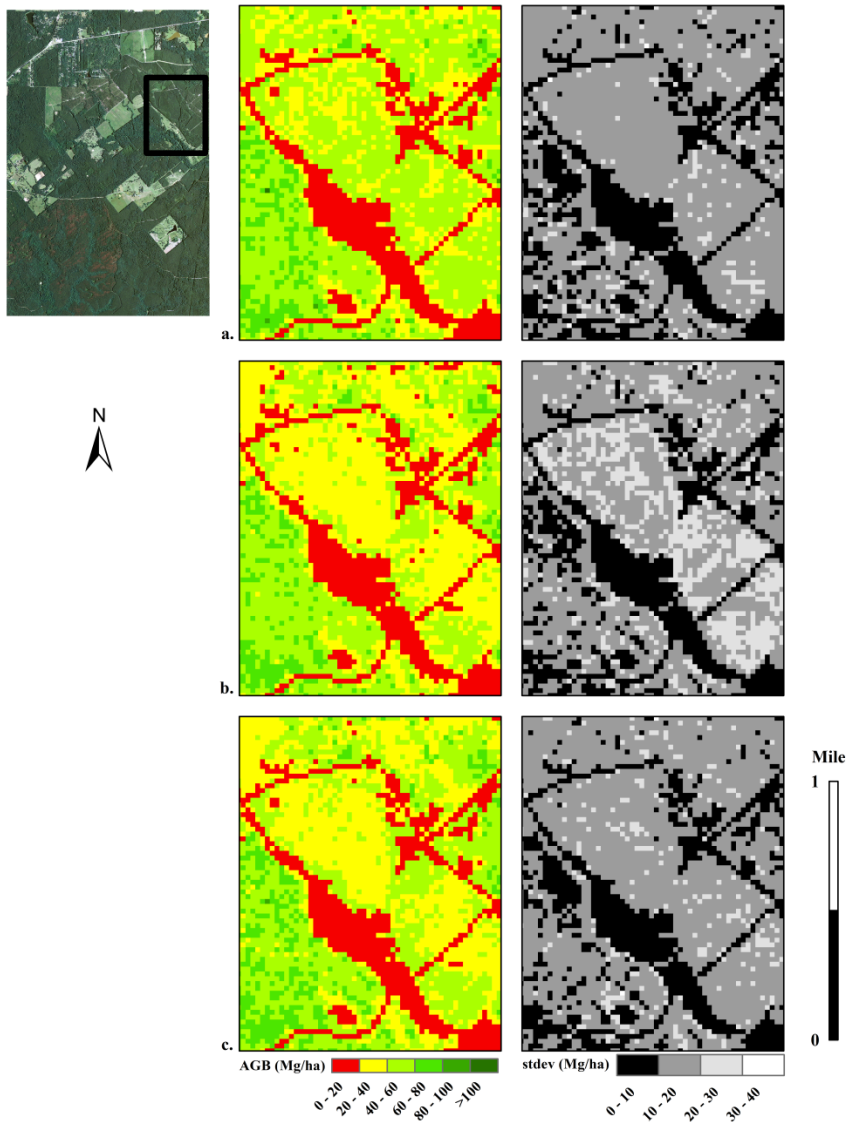 a.
N
b.
Mile
1
0
c.
AGB (Mg/ha)
0 - 20
20 - 40
40 - 60
60 - 80
80 - 100
>100
stdev (Mg/ha)
0 - 10
10 - 20
20 - 30
30 - 40